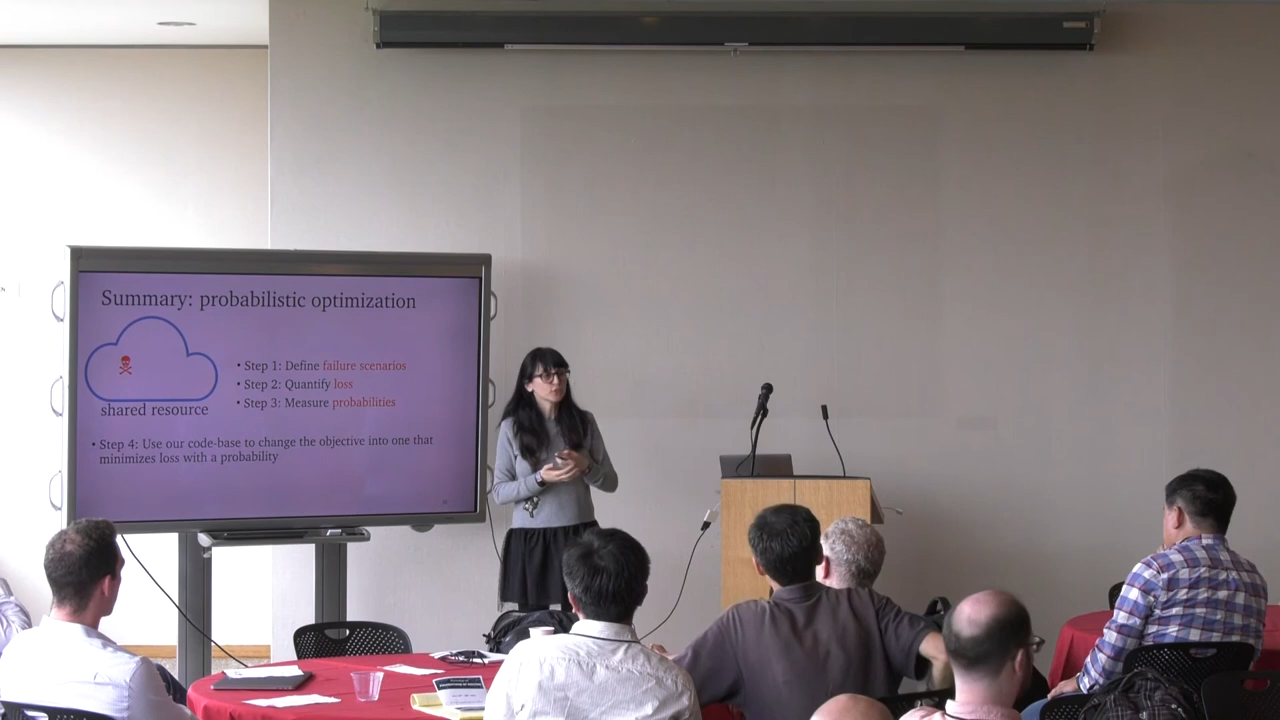 Summary: probabilistic optimization
• Step 1: Define failure scenarios
• Step 2: Quantify loss
• Step 3: Measure probabilities
shared resource
• Step 4: Use our code-base to change the objective into one that
minimizes loss with a probability